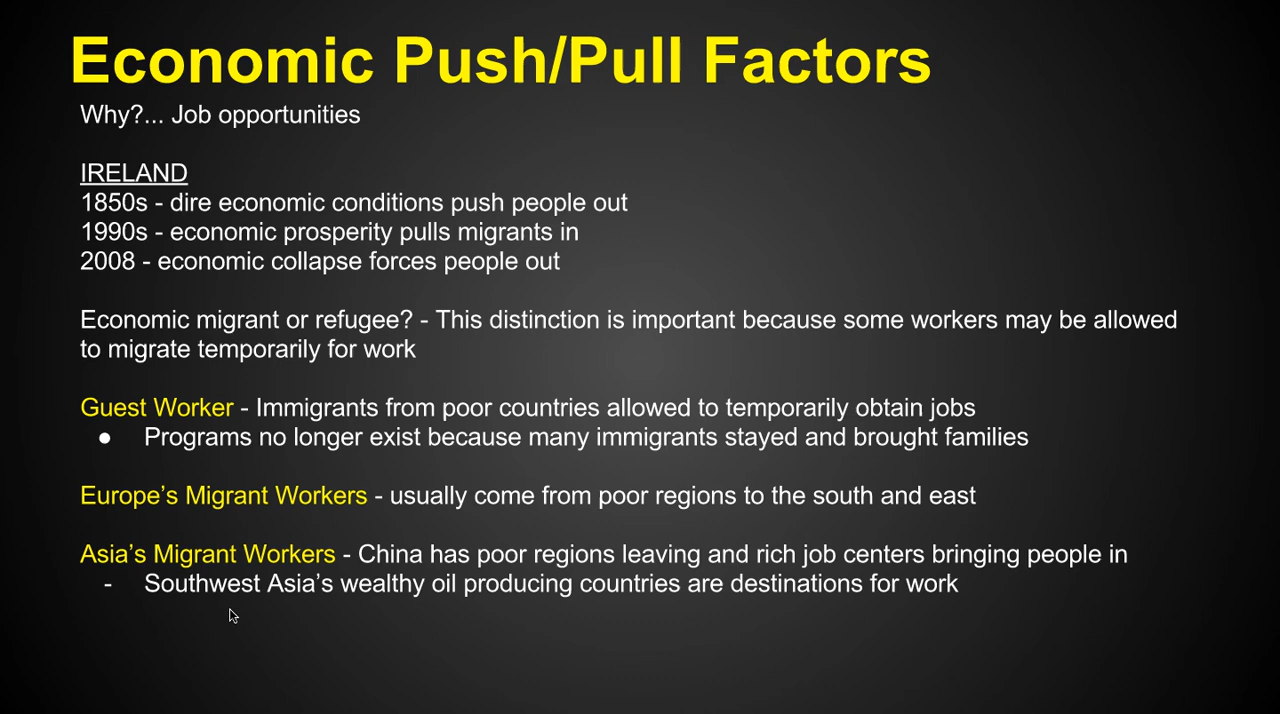 Economic Push/Pull Factors
Why?... Job opportunities
IRELAND
1850s - dire economic conditions push people out
1990s - economic prosperity pulls migrants in
2008 - economic collapse forces people out
Economic migrant or refugee? - This distinction is important because some workers may be allowed
to migrate temporarily for work
Guest Worker - Immigrants from poor countries allowed to temporarily obtain jobs
● Programs no longer exist because many immigrants stayed and brought families
Europe’s Migrant Workers - usually come from poor regions to the south and east
Asia’s Migrant Workers - China has poor regions leaving and rich job centers bringing people in
- Southwest Asia’s wealthy oil producing countries are destinations for work